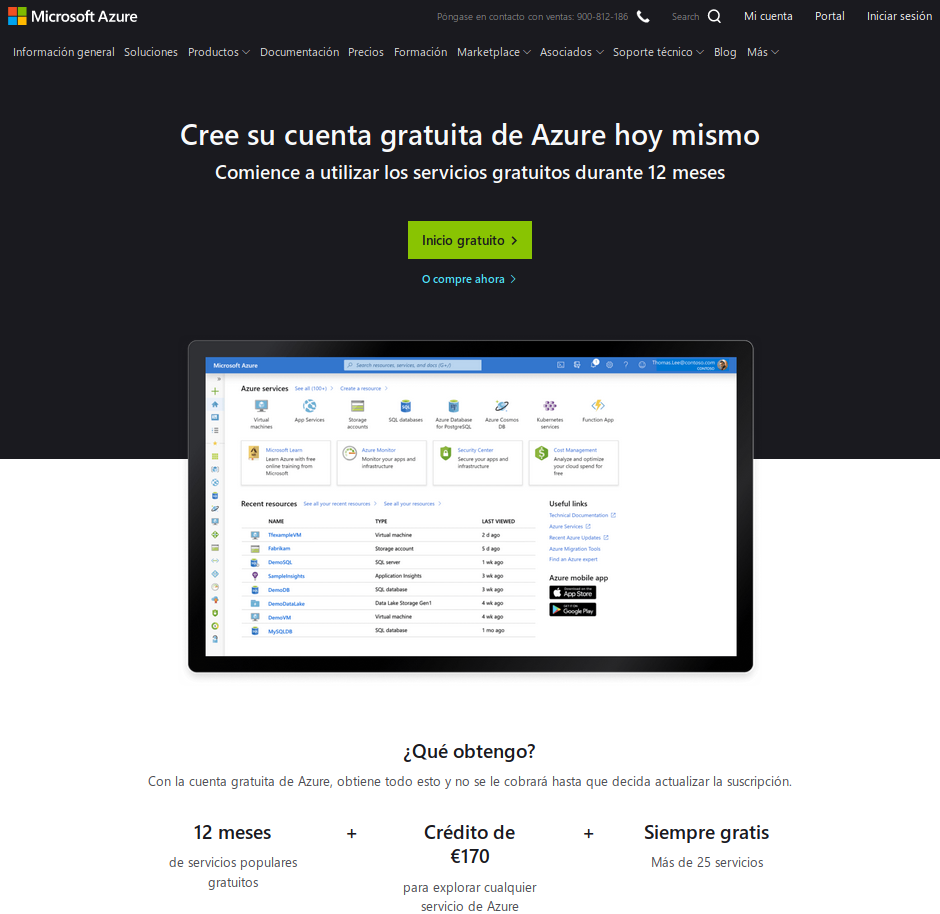 Microsoft Azure
Póngase en contacto con ventas: 900-812-186
Search
Mi cuenta
Portal
Iniciar sesión
Información general
Soluciones
Productos
Documentación
Precios
Formación
Marketplace
Asociados
Soporte técnico
Blog
Más
Cree su cuenta gratuita de Azure hoy mismo
Comience a utilizar los servicios gratuitos durante 12 meses
Inicio gratuito
O compre ahora
Microsoft Azure
Search resources, services, and docs (G+/)
Thomas.Lee@contoso.com
CONTOSO
Azure services
See all (100+)
Create a resource
Virtual
machines
App Services
Storage
accounts
SQL databases
Azure Database
for PostgreSQL
Azure Cosmos
DB
Kubernetes
services
Function App
Microsoft Learn
Learn Azure with free
online training from
Microsoft
Azure Monitor
Monitor your apps and
infrastructure
Security Center
Secure your apps and
infrastructure
Cost Management
Analyze and optimize
your cloud spend for
free
Recent resources
See all your recent resources
See all your resources
NAME TYPE LAST VIEWED
TfexampleVM Virtual machine 2 d ago
Fabrikam Storage account 5 d ago
DemoSQL SQL server 1 wk ago
SampleInsights Application Insights 3 wk ago
DemoDB SQL database 3 wk ago
DemoDataLake Data Lake Storage Gen1 4 wk ago
DemoVM Virtual machine 4 wk ago
MySQLDB SQL database 1 mo ago
Useful links
Technical Documentation
Azure Services
Recent Azure Updates
Azure Migration Tools
Find an Azure expert
Azure mobile app
Download on the
App Store
GET IT ON
Google Play
¿Qué obtengo?
Con la cuenta gratuita de Azure, obtiene todo esto y no se le cobrará hasta que decida actualizar la suscripción.
12 meses
de servicios populares
gratuitos
+
Crédito de
€170
para explorar cualquier
servicio de Azure
+
Siempre gratis
Más de 25 servicios